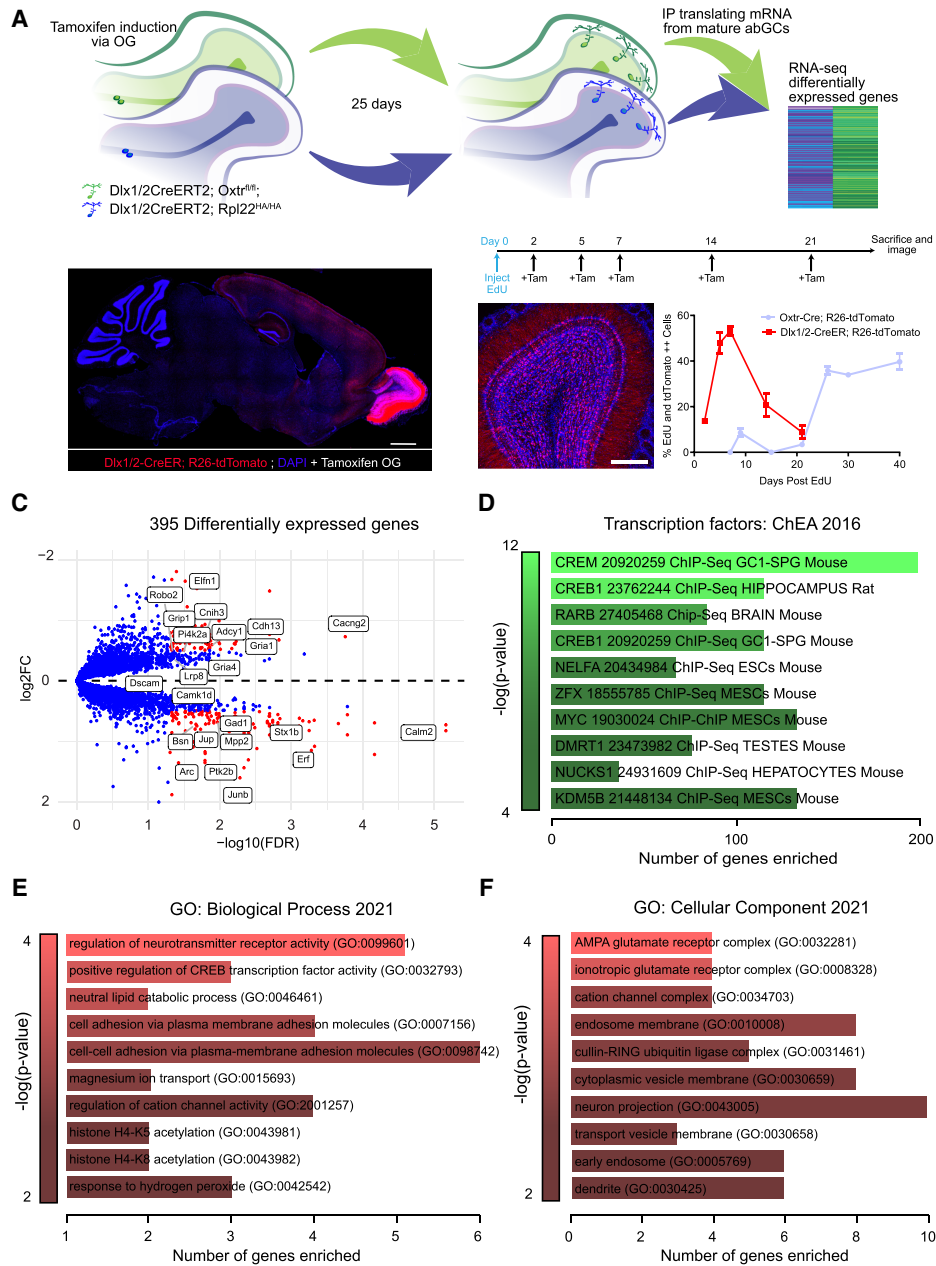 A
Tamoxifen induction
via OG
25 days
IP translating mRNA
from mature abGCs
RNA-seq
differentially
expressed genes
Dlx1/2CreERT2; Oxtrfl/fl;
Dlx1/2CreERT2; Rpl22HA/HA
Dlx1/2-CreER; R26-tdTomato ; DAPI + Tamoxifen OG
Day 0
2
5
7
14
21
Sacrifice and
image
Inject
EdU
+Tam
+Tam
+Tam
+Tam
+Tam
Oxtr-Cre; R26-tdTomato
Dlx1/2-CreER; R26-tdTomato
% EdU and tdTomato ++ Cells
60
40
20
0
0
10
20
30
40
Days Post EdU
C
395 Differentially expressed genes
−2
0
2
log2FC
Elfn1
Robo2
Grip1
Cnih3
Pi4k2a
Adcy1
Cdh13
Cacng2
Gria1
Gria4
Lrp8
Dscam
Camk1d
Gad1
Stx1b
Calm2
Bsn
Jup
Mpp2
Erf
Arc
Ptk2b
Junb
0
1
2
3
4
5
−log10(FDR)
D
Transcription factors: ChEA 2016
12
4
-log(p-value)
CREM 20920259 ChIP-Seq GC1-SPG Mouse
CREB1 23762244 ChIP-Seq HIPPOCAMPUS Rat
RARB 27405468 Chip-Seq BRAIN Mouse
CREB1 20920259 ChIP-Seq GC1-SPG Mouse
NELFA 20434984 ChIP-Seq ESCs Mouse
ZFX 18555785 ChIP-Seq MESCs Mouse
MYC 19030024 ChIP-ChIP MESCs Mouse
DMRT1 23473982 ChIP-Seq TESTES Mouse
NUCKS1 24931609 ChIP-Seq HEPATOCYTES Mouse
KDM5B 21448134 ChIP-Seq MESCs Mouse
0
100
200
Number of genes enriched
E
GO: Biological Process 2021
4
2
-log(p-value)
regulation of neurotransmitter receptor activity (GO:0099601)
positive regulation of CREB transcription factor activity (GO:0032793)
neutral lipid catabolic process (GO:0046461)
cell adhesion via plasma membrane adhesion molecules (GO:0007156)
cell-cell adhesion via plasma-membrane adhesion molecules (GO:0098742)
magnesium ion transport (GO:0015693)
regulation of cation channel activity (GO:2001257)
histone H4-K5 acetylation (GO:0043981)
histone H4-K8 acetylation (GO:0043982)
response to hydrogen peroxide (GO:0042542)
1
2
3
4
5
6
Number of genes enriched
F
GO: Cellular Component 2021
4
2
-log(p-value)
AMPA glutamate receptor complex (GO:0032281)
ionotropic glutamate receptor complex (GO:0008328)
cation channel complex (GO:0034703)
endosome membrane (GO:0010008)
cullin-RING ubiquitin ligase complex (GO:0031461)
cytoplasmic vesicle membrane (GO:0030659)
neuron projection (GO:0043005)
transport vesicle membrane (GO:0030658)
early endosome (GO:0005769)
dendrite (GO:0030425)
0
2
4
6
8
10
Number of genes enriched